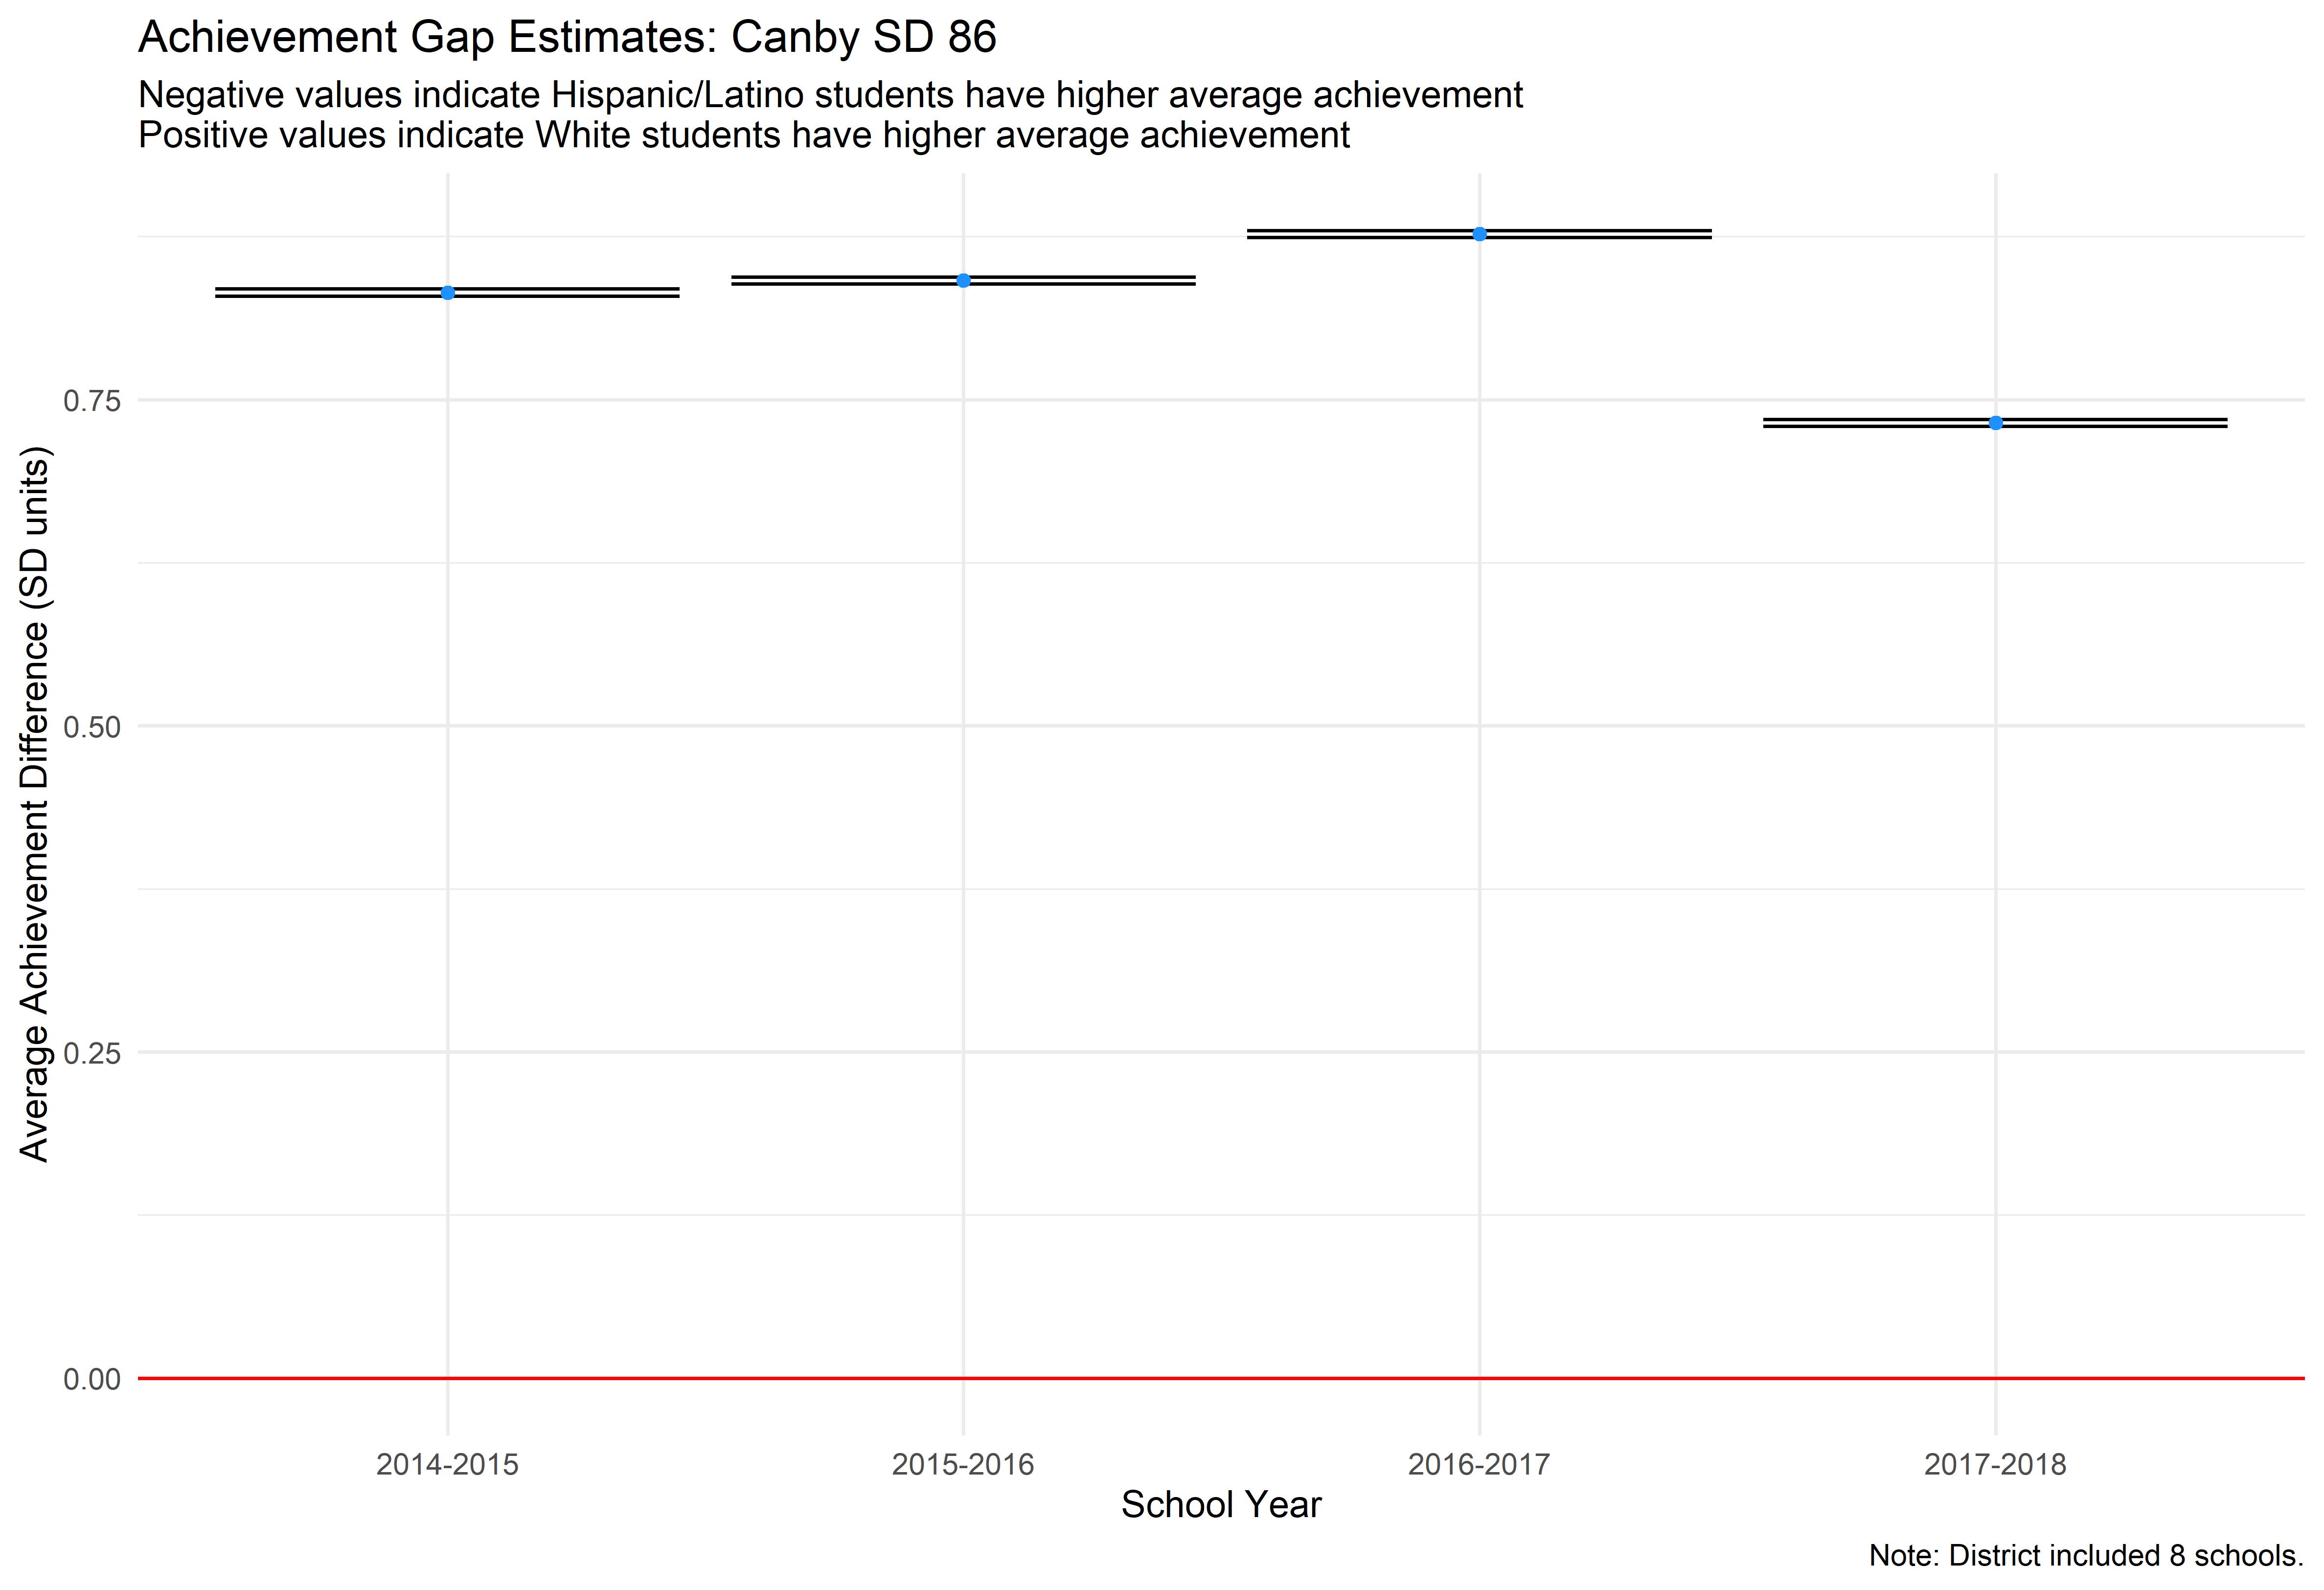 Achievement Gap Estimates: Canby SD 86
Negative values indicate Hispanic/Latino students have higher average achievement
Positive values indicate White students have higher average achievement
Average Achievement Difference (SD units)
0.75
0.50
0.25
0.00
2014-2015
2015-2016
2016-2017
2017-2018
School Year
Note: District included 8 schools.